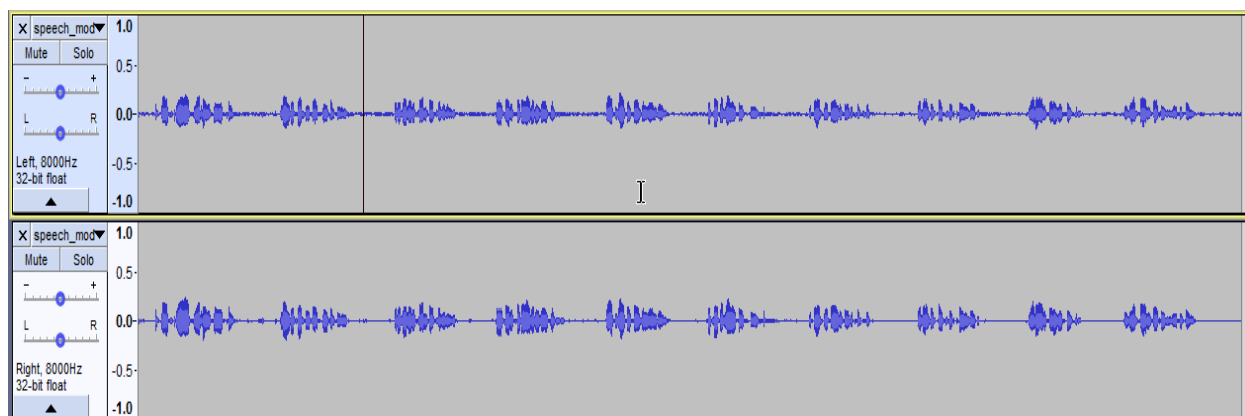 X speech_mod▼ 1.0
Mute Solo
0.5
- +
0.0
L R
-0.5
Left, 8000Hz
32-bit float
▲ -1.0
X speech_mod▼ 1.0
Mute Solo
0.5
- +
0.0
L R
-0.5
Right, 8000Hz
32-bit float
▲ -1.0